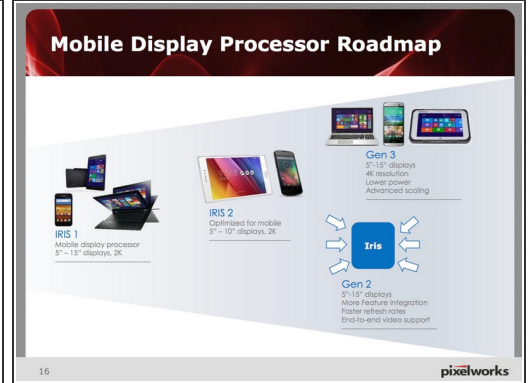 Mobile Display Processor Roadmap
IRIS 1
Mobile display processor
5" – 15" displays, 2K
IRIS 2
Optimized for mobile
5" – 10" displays, 2K
Gen 3
5"-15" displays
4K resolution
Lower power
Advanced scaling
Iris
Gen 2
5"-15" displays
More Feature integration
Faster refresh rates
End-to-end video support
16
pixelworks